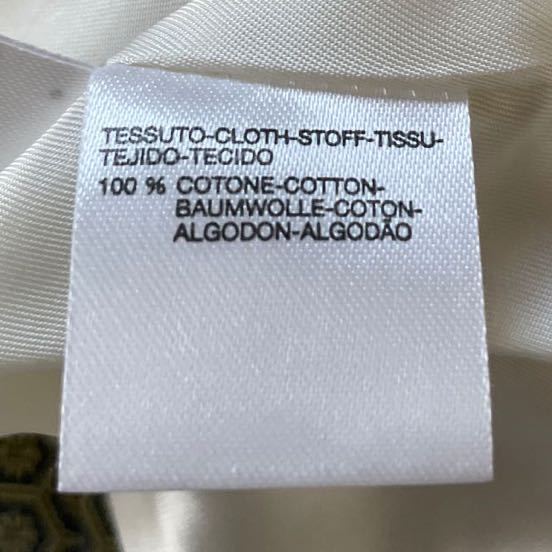 TESSUTO-CLOTH-STOFF-TISSU-
TEJIDO-TECIDO
100 % COTONE-COTTON-
BAUMWOLLE-COTON-
ALGODON-ALGODÃO